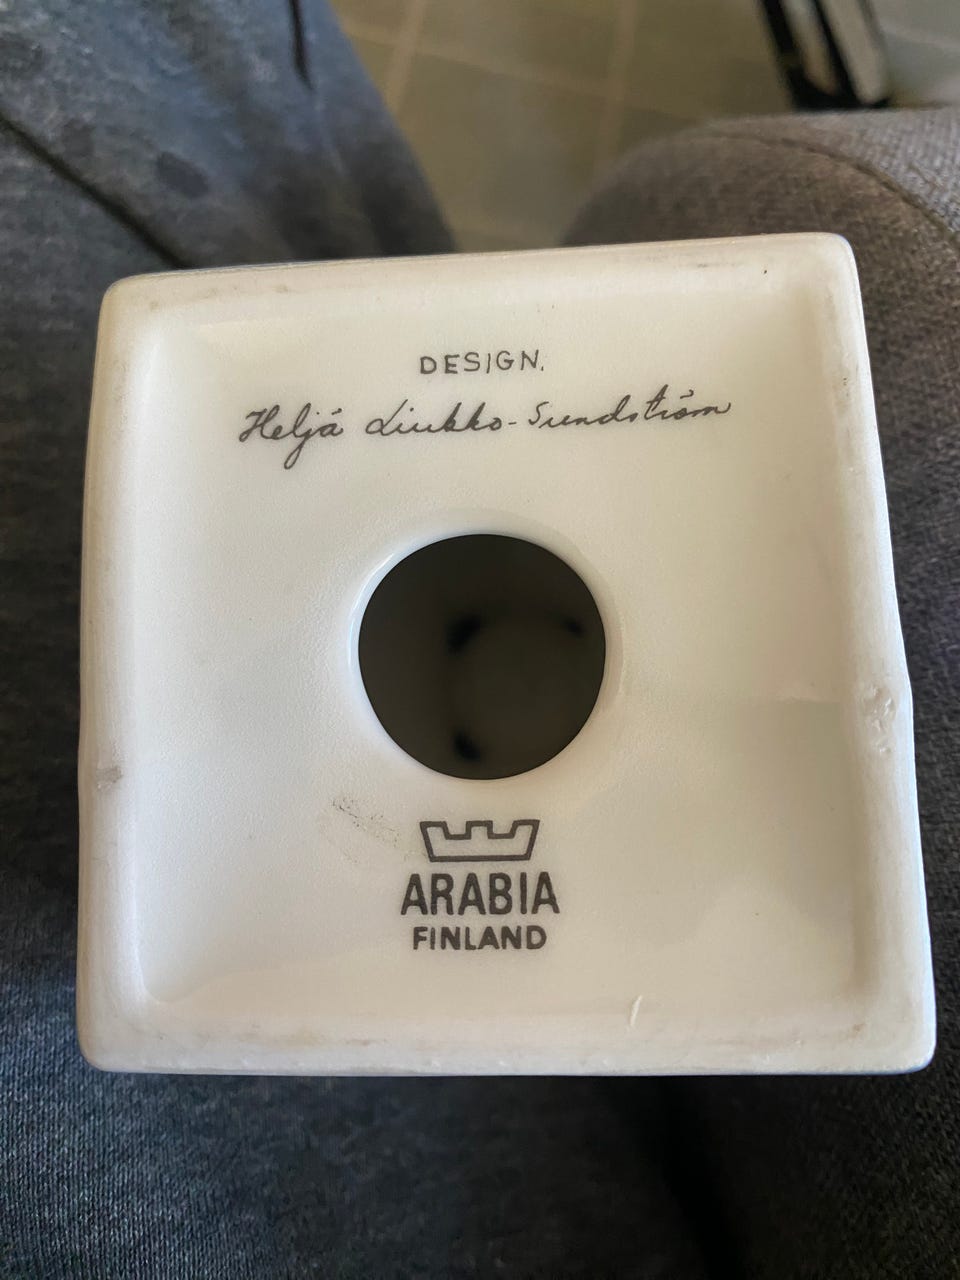 DESIGN.
Heljä Liukko-Sundström
ARABIA
FINLAND